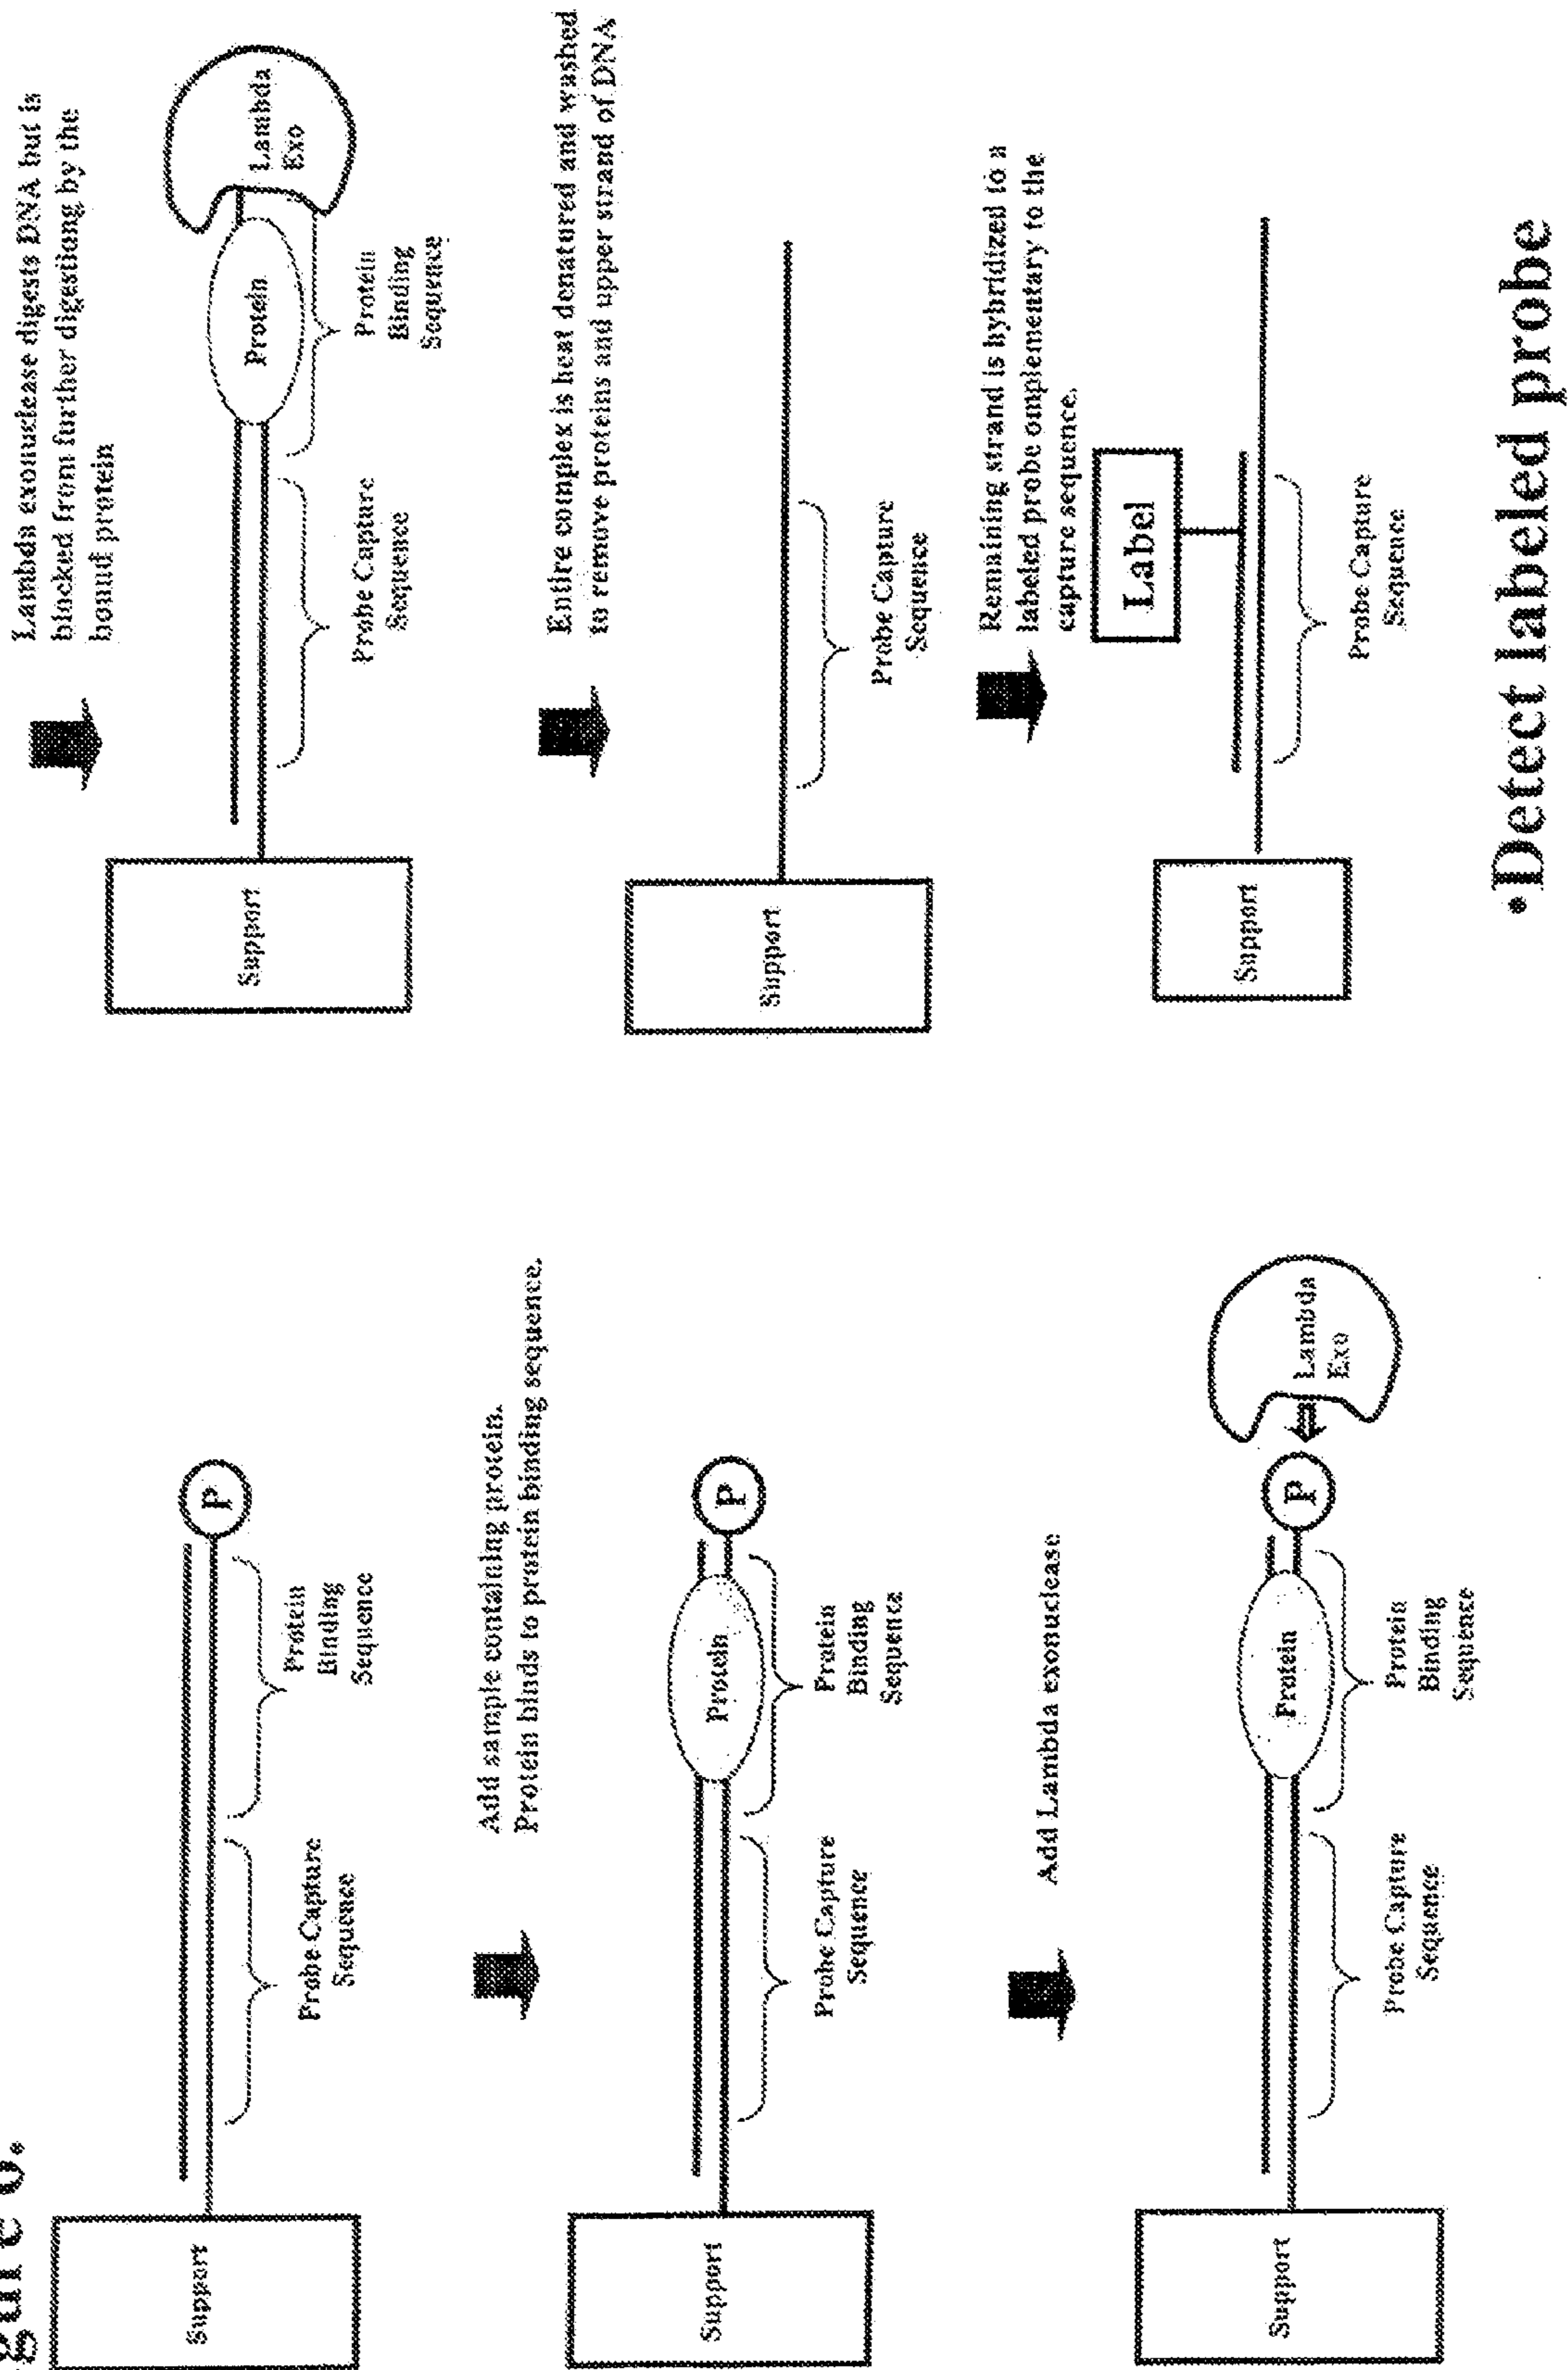 Support
Probe Capture
Sequence
Protein
Binding
Sequence
P
Add sample containing protein.
Protein binds to protein binding sequence.
Support
Probe Capture
Sequence
Protein
Protein
Binding
Sequence
P
Add Lambda exonuclease
Support
Probe Capture
Sequence
Protein
Protein
Binding
Sequence
P
Lambda
Exo
Lambda exonuclease digests DNA but is
blocked from further digestiong by the
bound protein
Support
Probe Capture
Sequence
Protein
Protein
Binding
Sequence
Lambda
Exo
Entire complex is heat denatured and washed
to remove proteins and upper strand of DNA
Support
Probe Capture
Sequence
Remaining strand is hybridized to a
labeled probe omplementary to the
capture sequence.
Label
Support
Probe Capture
Sequence
•Detect labeled probe